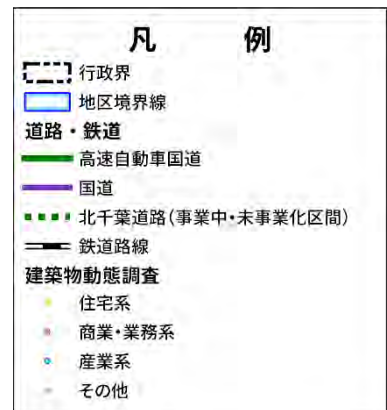 凡 例
行政界
地区境界線
道路・鉄道
高速自動車国道
国道
北千葉道路(事業中・未事業化区間)
鉄道路線
建築物動態調査
住宅系
商業・業務系
産業系
その他